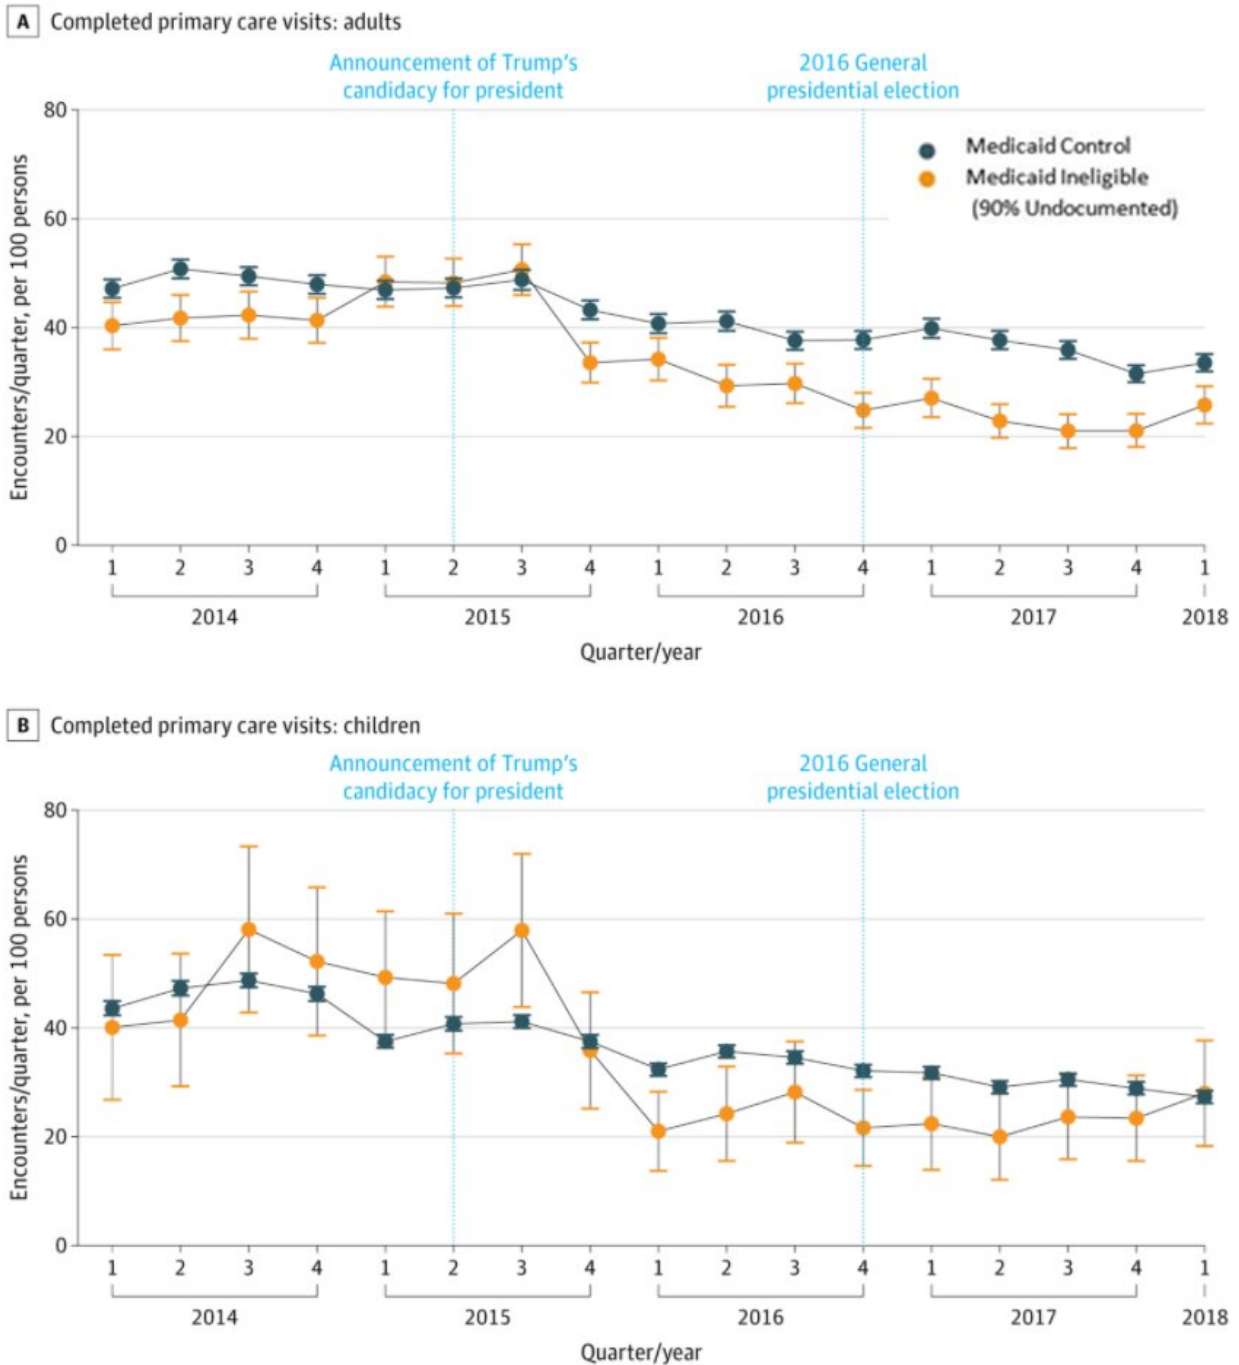 A Completed primary care visits: adults
Announcement of Trump's
candidacy for president
2016 General
presidential election
80
60
40
20
0
Encounters/quarter, per 100 persons
Medicaid Control
Medicaid Ineligible
(90% Undocumented)
1 2 3 4 1 2 3 4 1 2 3 4 1 2 3 4 1
2014 2015 2016 2017 2018
Quarter/year
B Completed primary care visits: children
Announcement of Trump's
candidacy for president
2016 General
presidential election
80
60
40
20
0
Encounters/quarter, per 100 persons
1 2 3 4 1 2 3 4 1 2 3 4 1 2 3 4 1
2014 2015 2016 2017 2018
Quarter/year